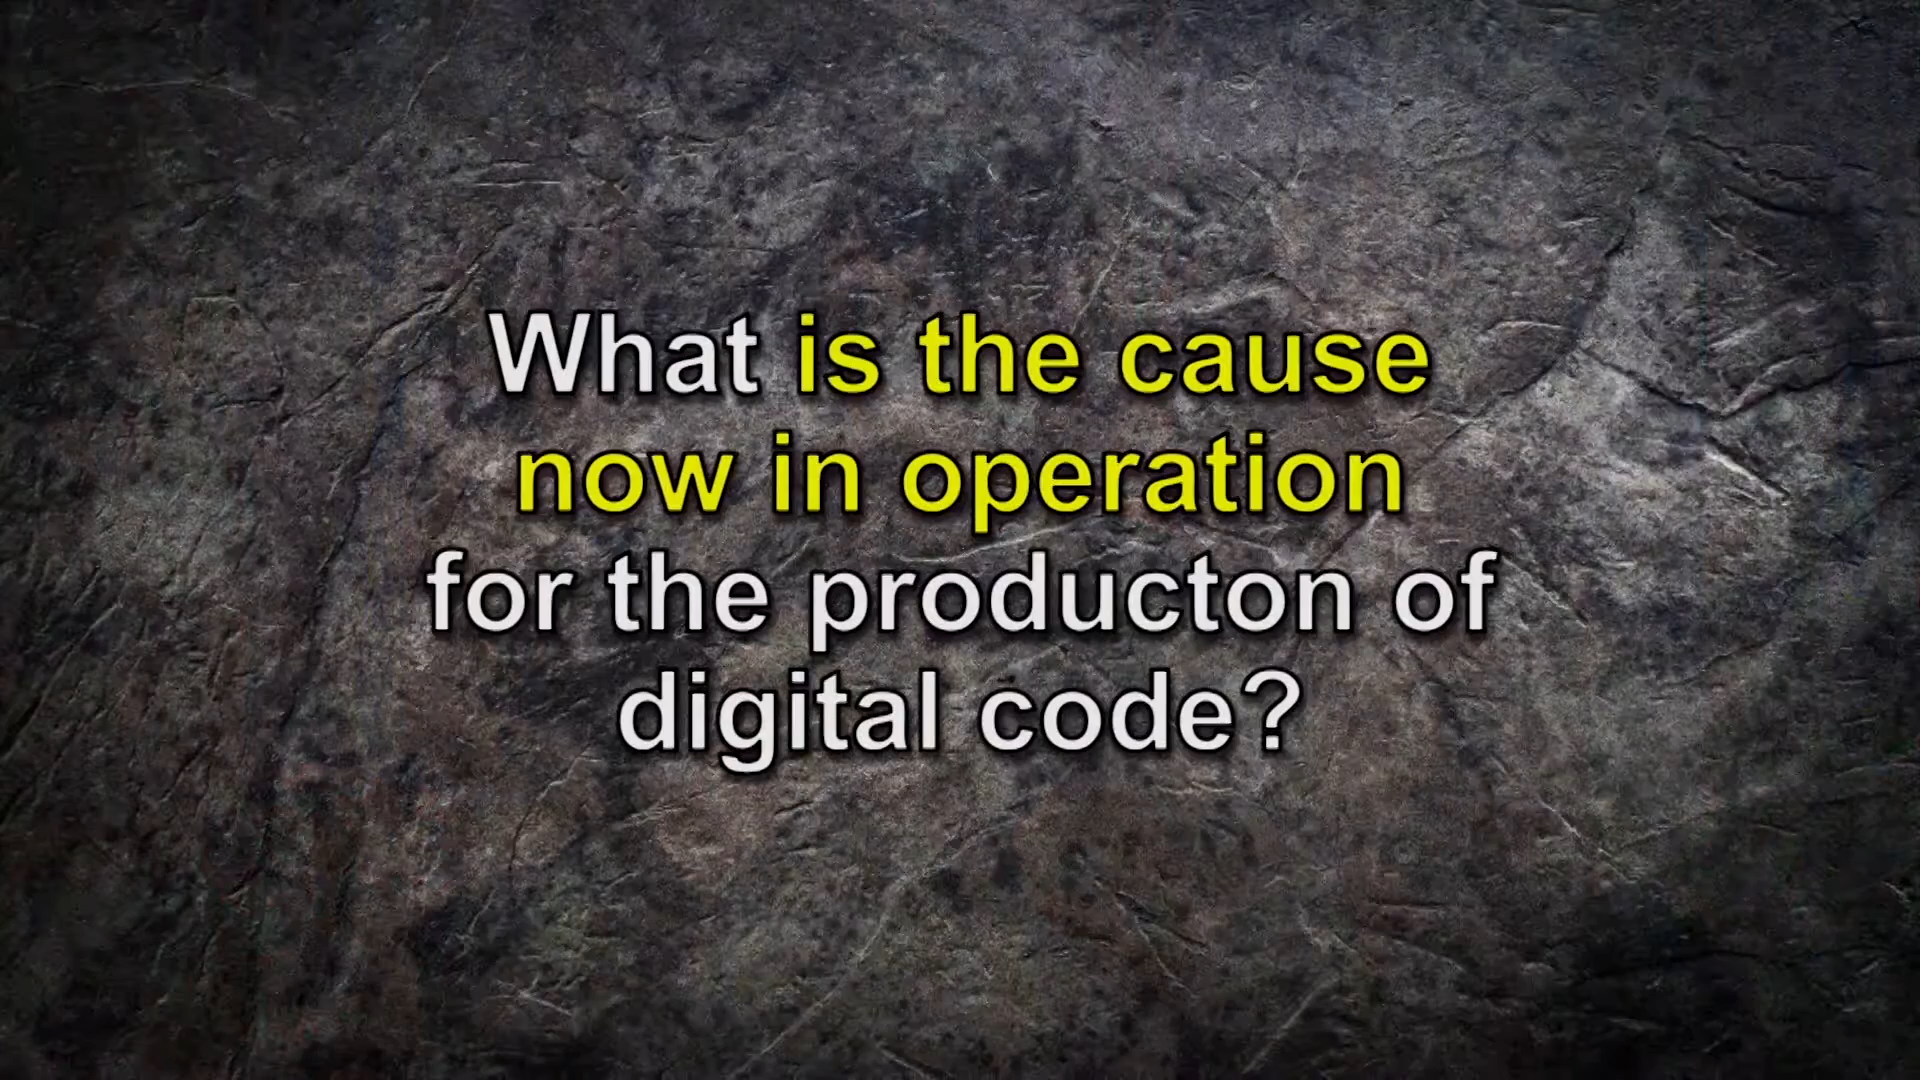 What is the cause
now in operation
for the producton of
digital code?